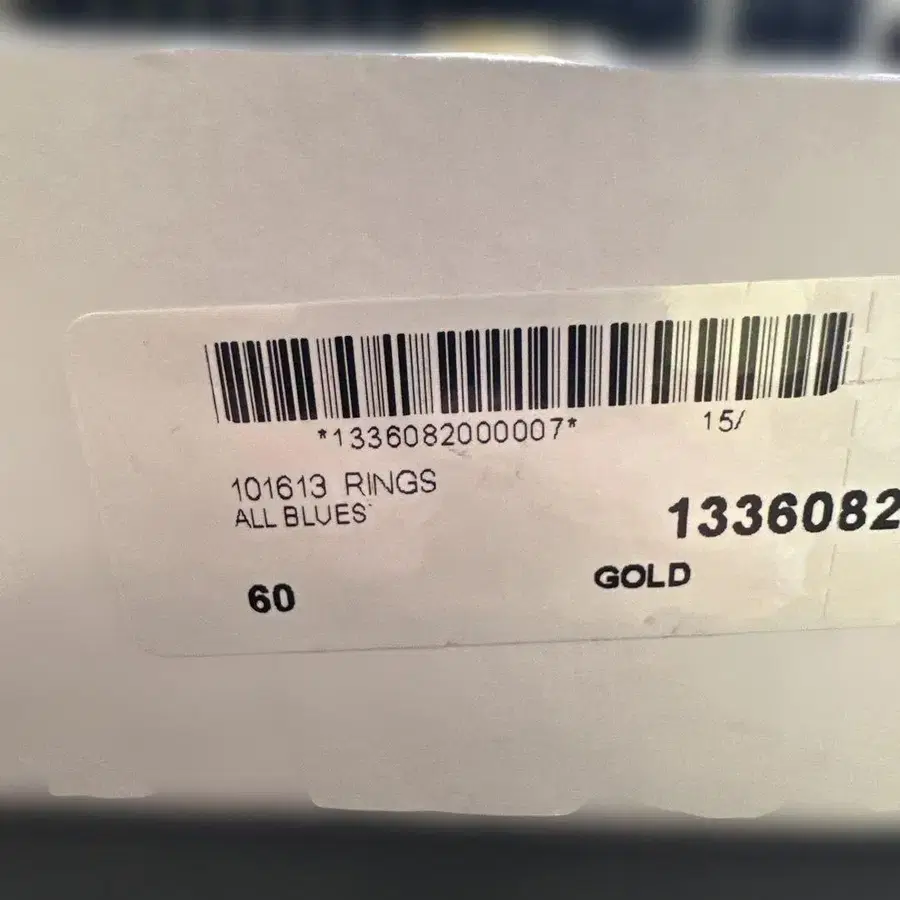 *1336082000007*
15/
101613 RINGS
ALL BLUES
1336082
60
GOLD